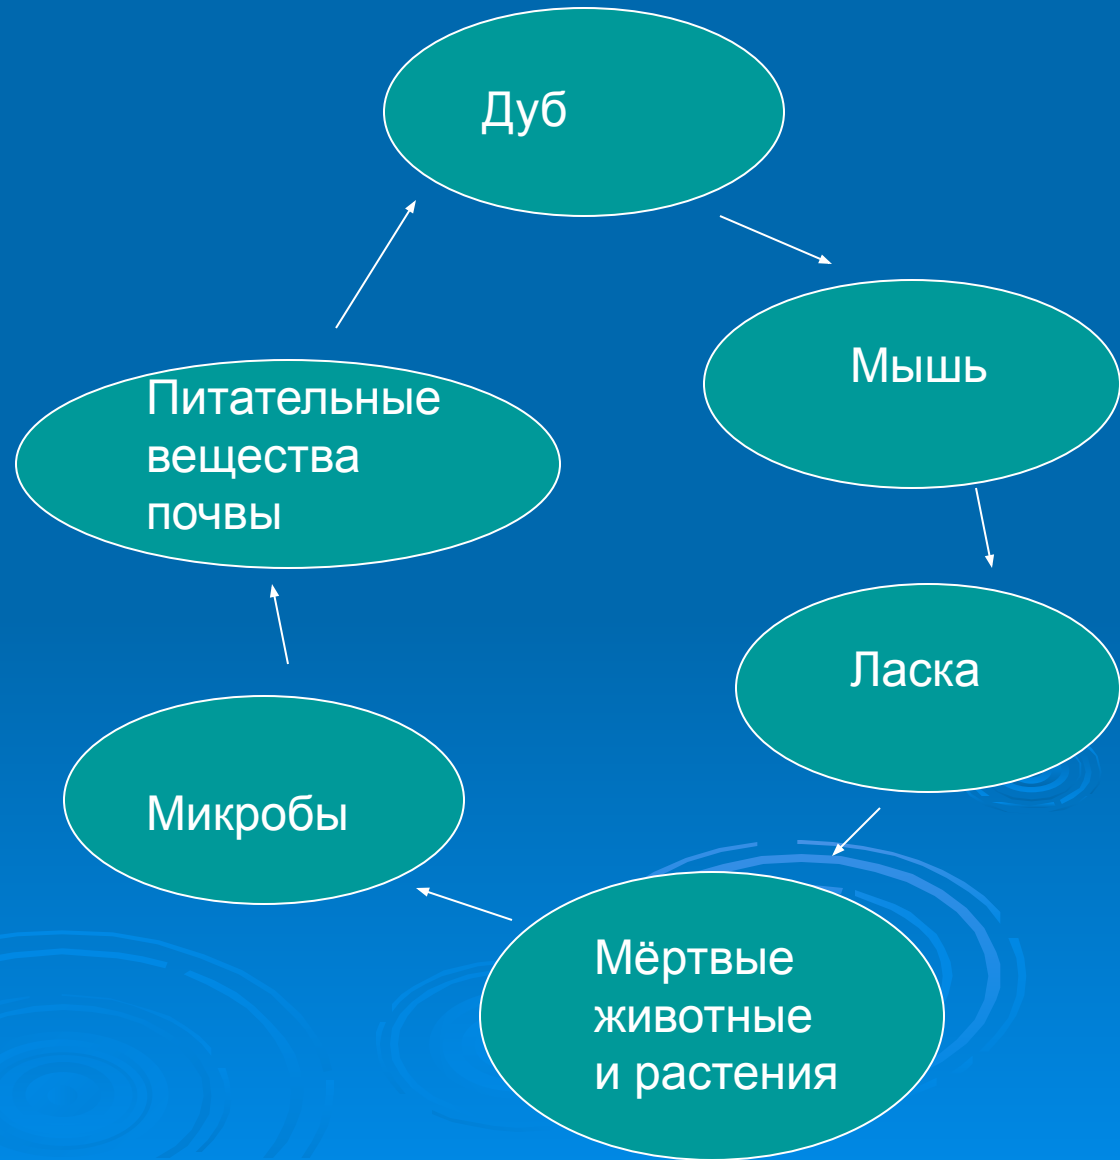 Дуб
Мышь
Ласка
Мёртвые
животные
и растения
Микробы
Питательные
вещества
почвы